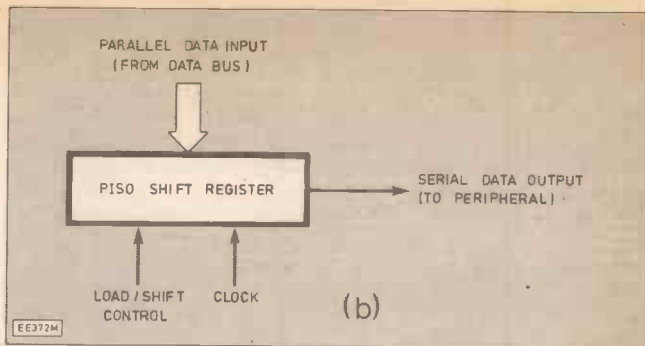 PARALLEL DATA INPUT
(FROM DATA BUS)
PISO SHIFT REGISTER
SERIAL DATA OUTPUT
(TO PERIPHERAL)
LOAD/SHIFT
CONTROL
CLOCK
(b)
EE372M